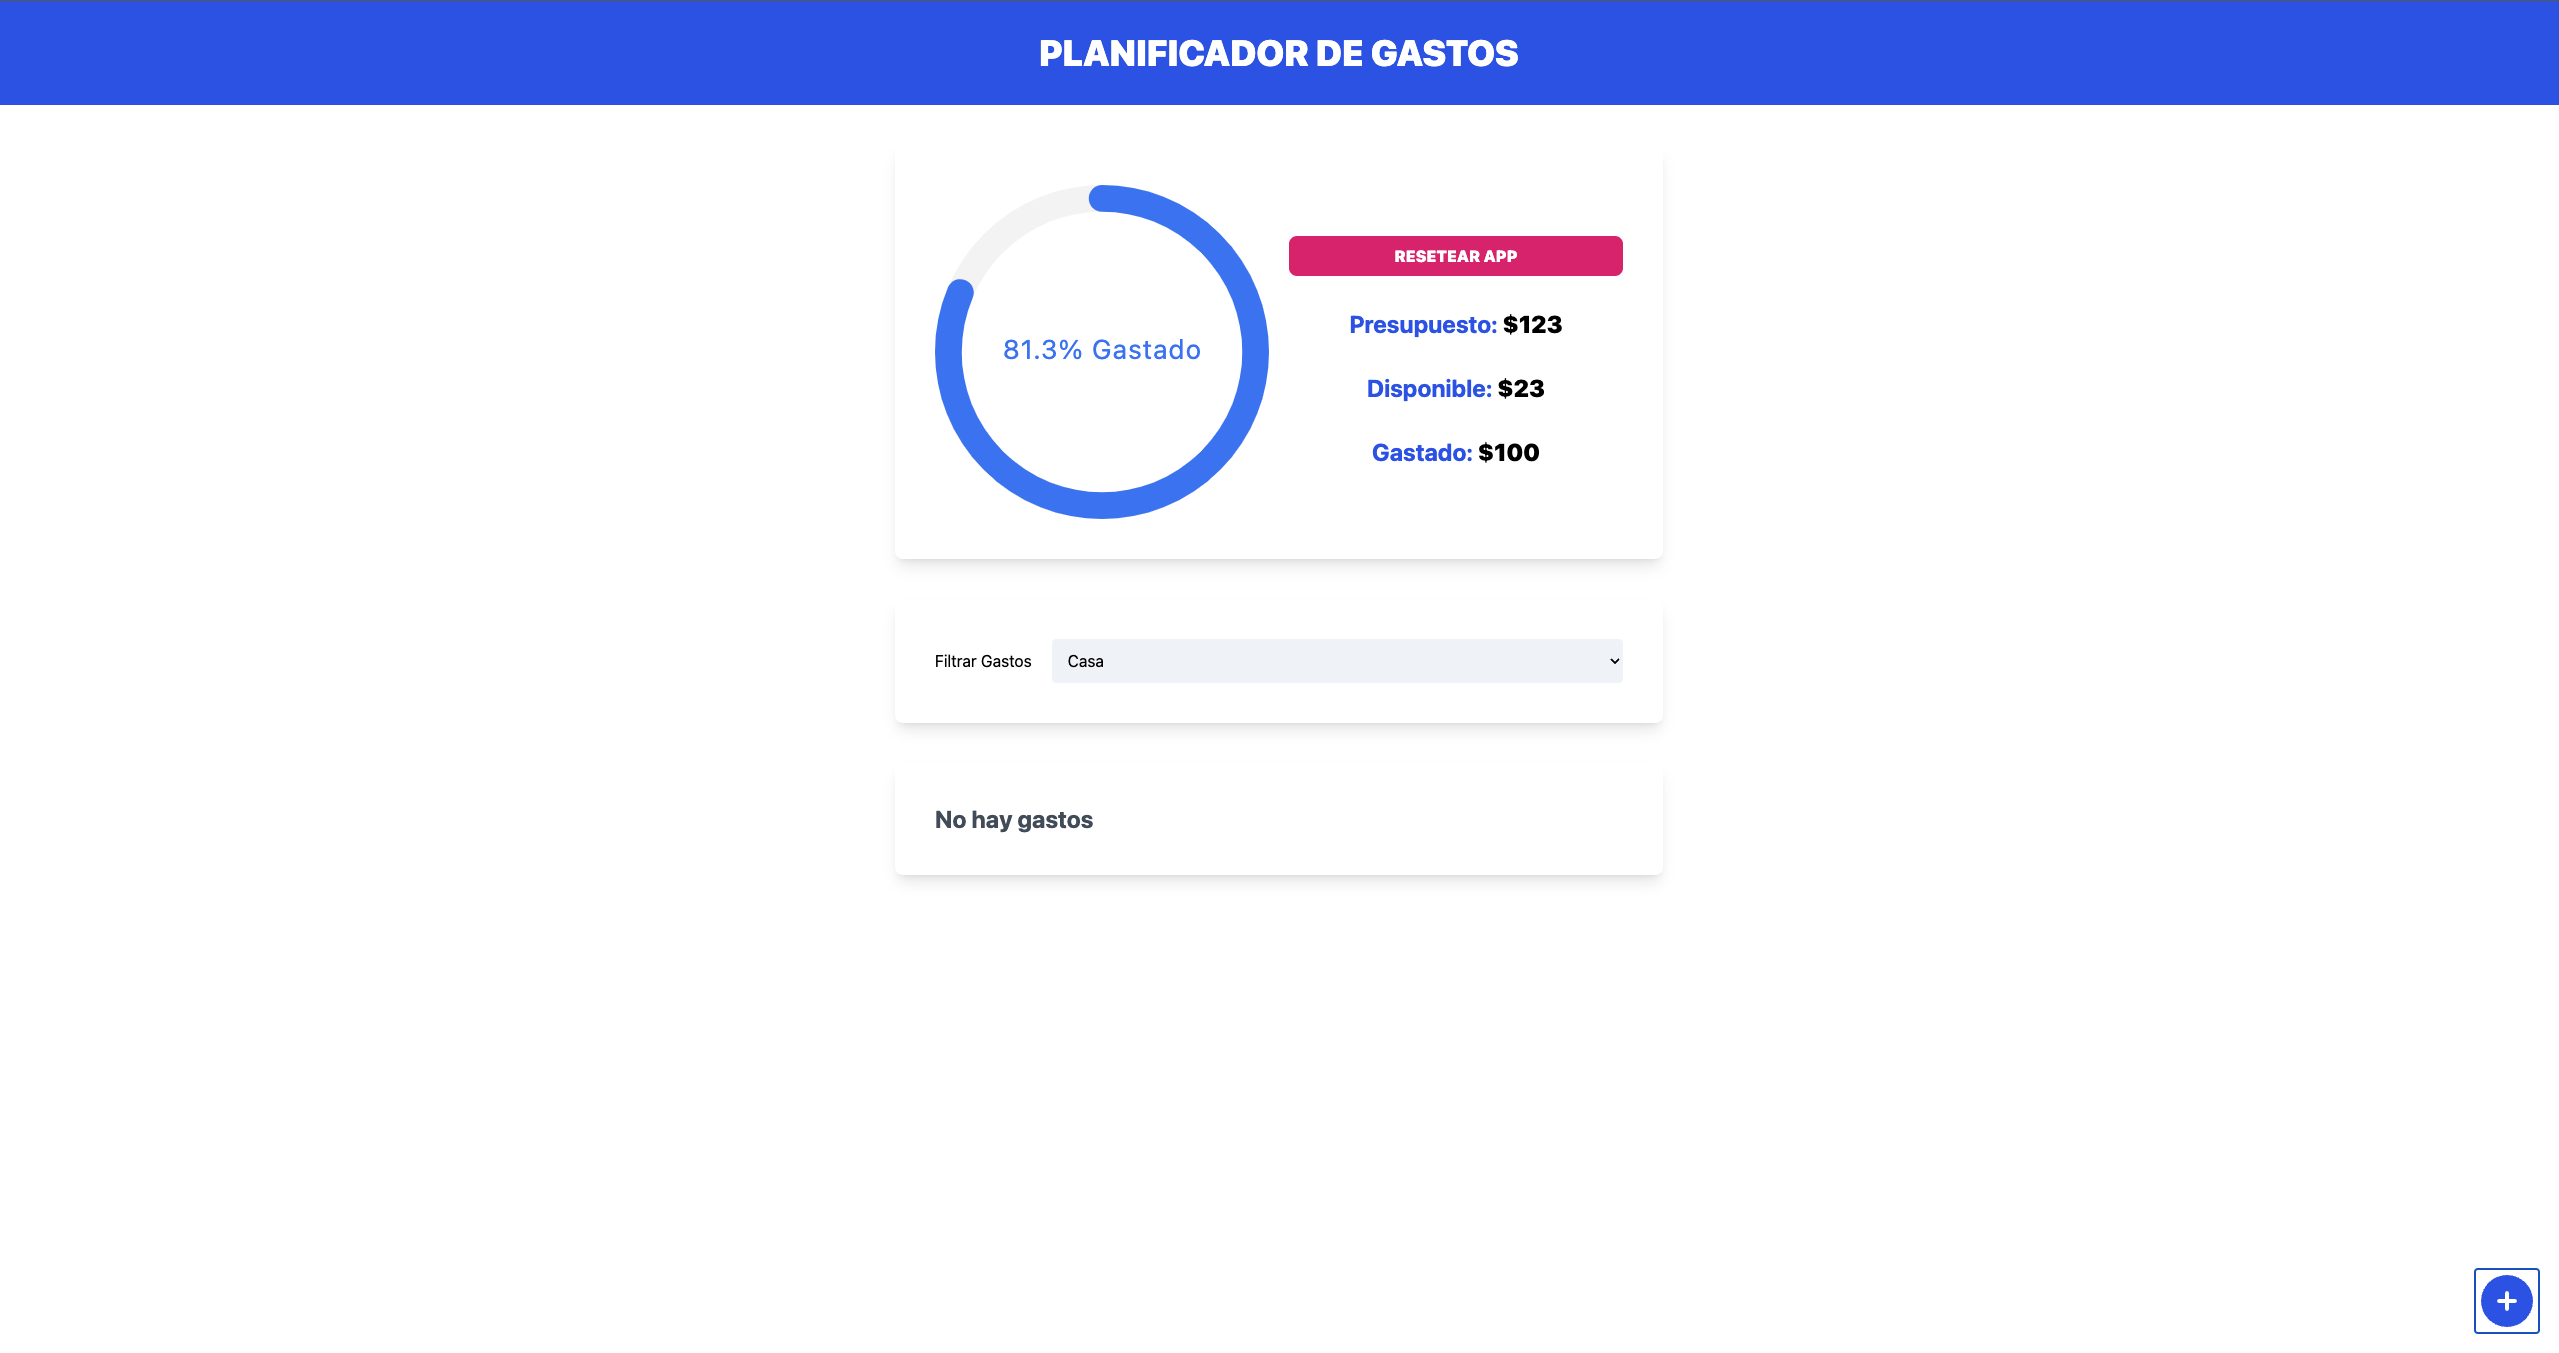 PLANIFICADOR DE GASTOS
81.3% Gastado
RESETEAR APP
Presupuesto: $123
Disponible: $23
Gastado: $100
Filtrar Gastos
Casa
No hay gastos